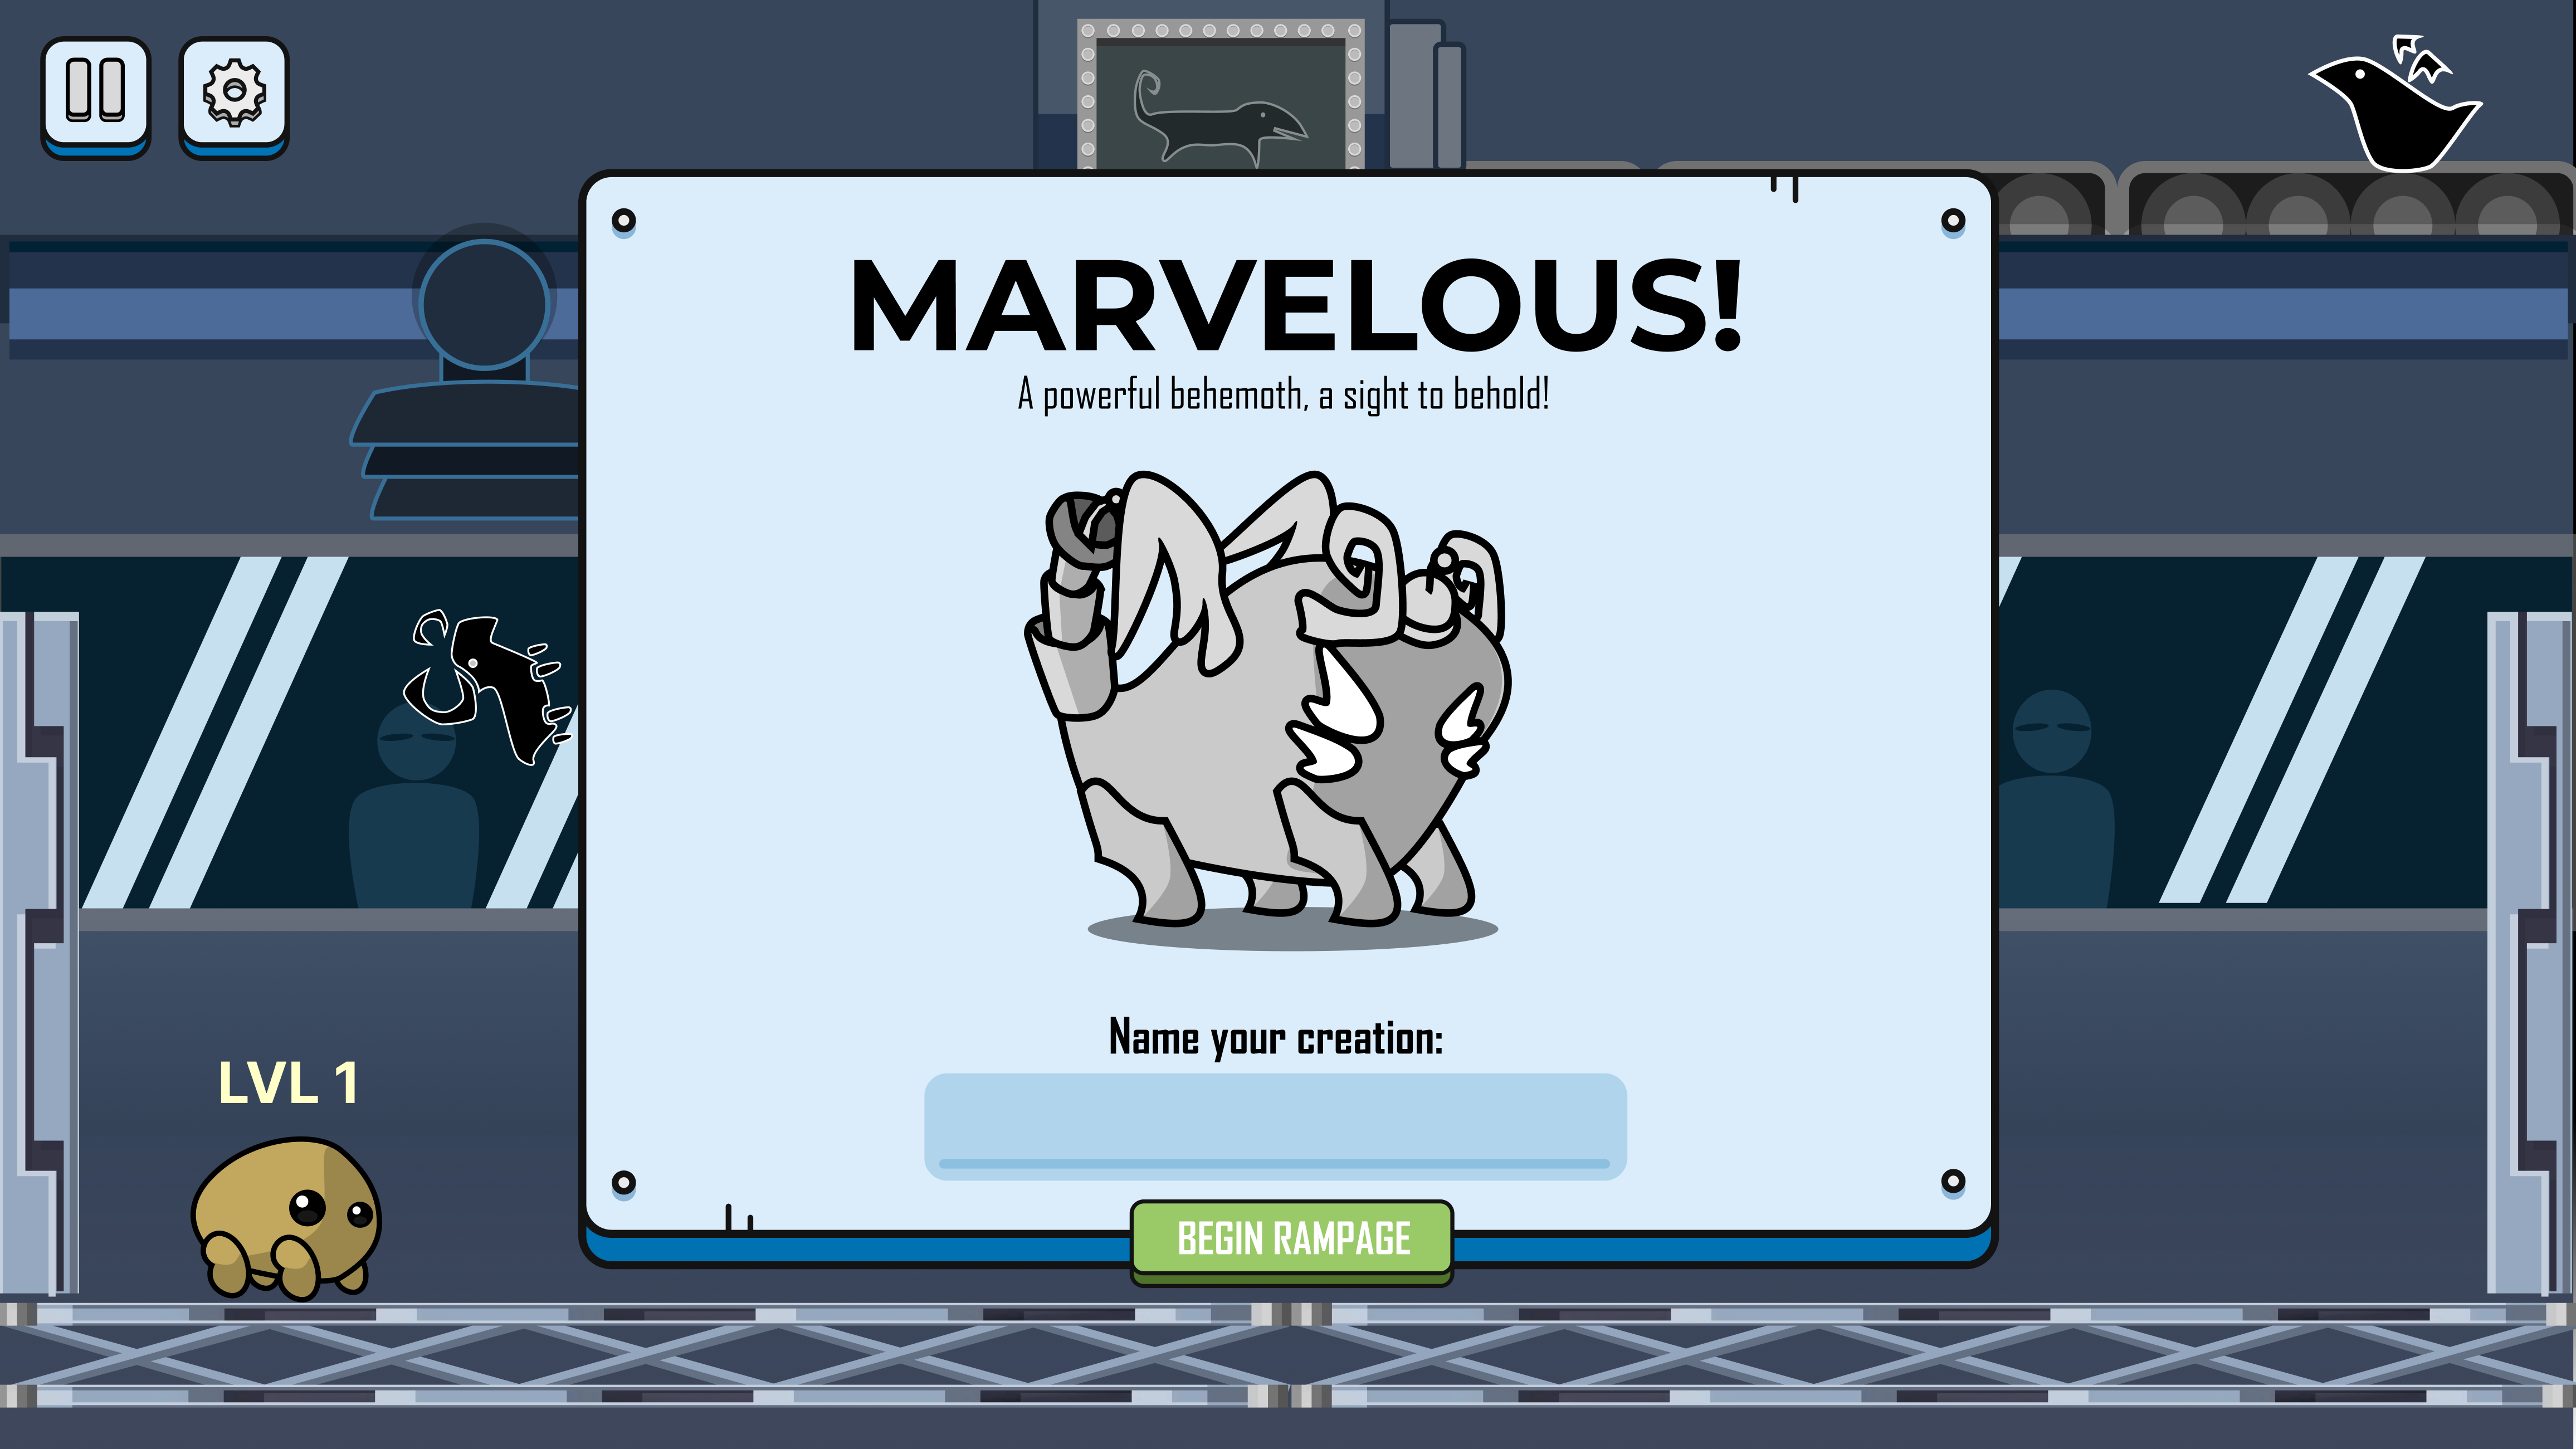 MARVELOUS!
A powerful behemoth, a sight to behold!
Name your creation:
LVL 1
BEGIN RAMPAGE